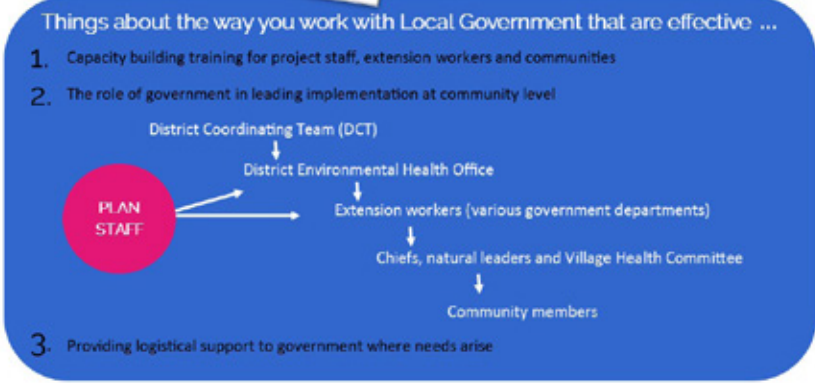 Things about the way you work with Local Government that are effective ...
1. Capacity building training for project staff, extension workers and communities
2. The role of government in leading implementation at community level
District Coordinating Team (DCT)
District Environmental Health Office
PLAN
STAFF
Extension workers (various government departments)
Chiefs, natural leaders and Village Health Committee
Community members
3. Providing logistical support to government where needs arise